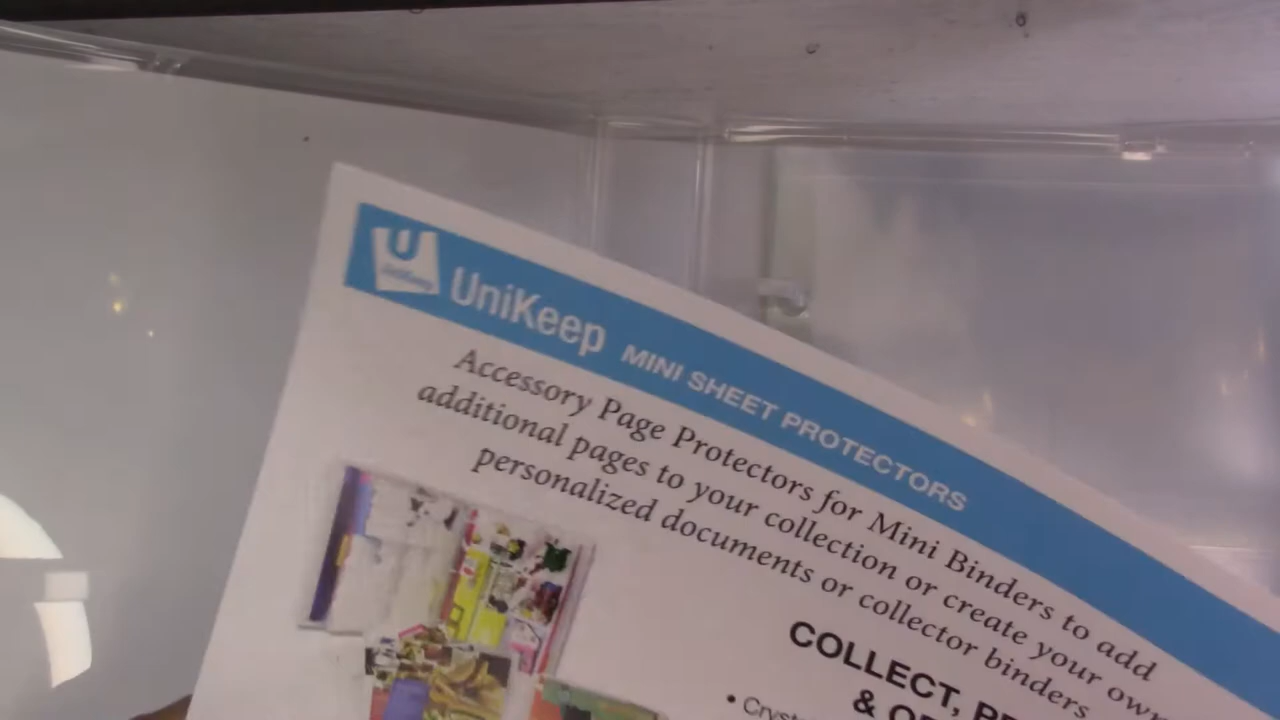 U
UniKeep MINI SHEET PROTECTORS
Accessory Page Protectors for Mini Binders to add
additional pages to your collection or create your own
personalized documents or collector binders
COLLECT,
&
•